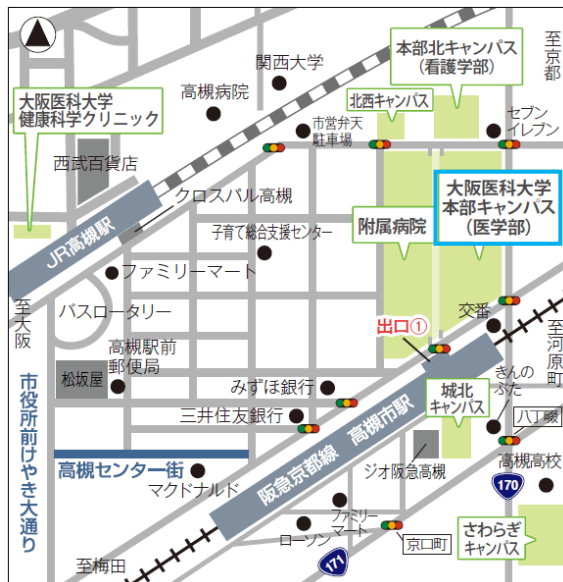 関西大学
高槻病院
本部北キャンパス
(看護学部)
至京都
北西キャンパス
大阪医科大学
健康科学クリニック
市営弁天
駐車場
セブン
イレブン
西武百貨店
クロスパル高槻
大阪医科大学
本部キャンパス
(医学部)
附属病院
子育て総合支援センター
JR高槻駅
ファミリーマート
バスロータリー
至大阪
出口①
交番
至河原町
高槻駅前
郵便局
松坂屋
きんの
ぶた
みずほ銀行
城北
キャンパス
三井住友銀行
八丁畷
阪急京都線 高槻市駅
市役所前けやき大通り
高槻センター街
マクドナルド
ジオ阪急高槻
高槻高校
170
ファミリー
マート
ローソン
京口町
さわらぎ
キャンパス
至梅田
171